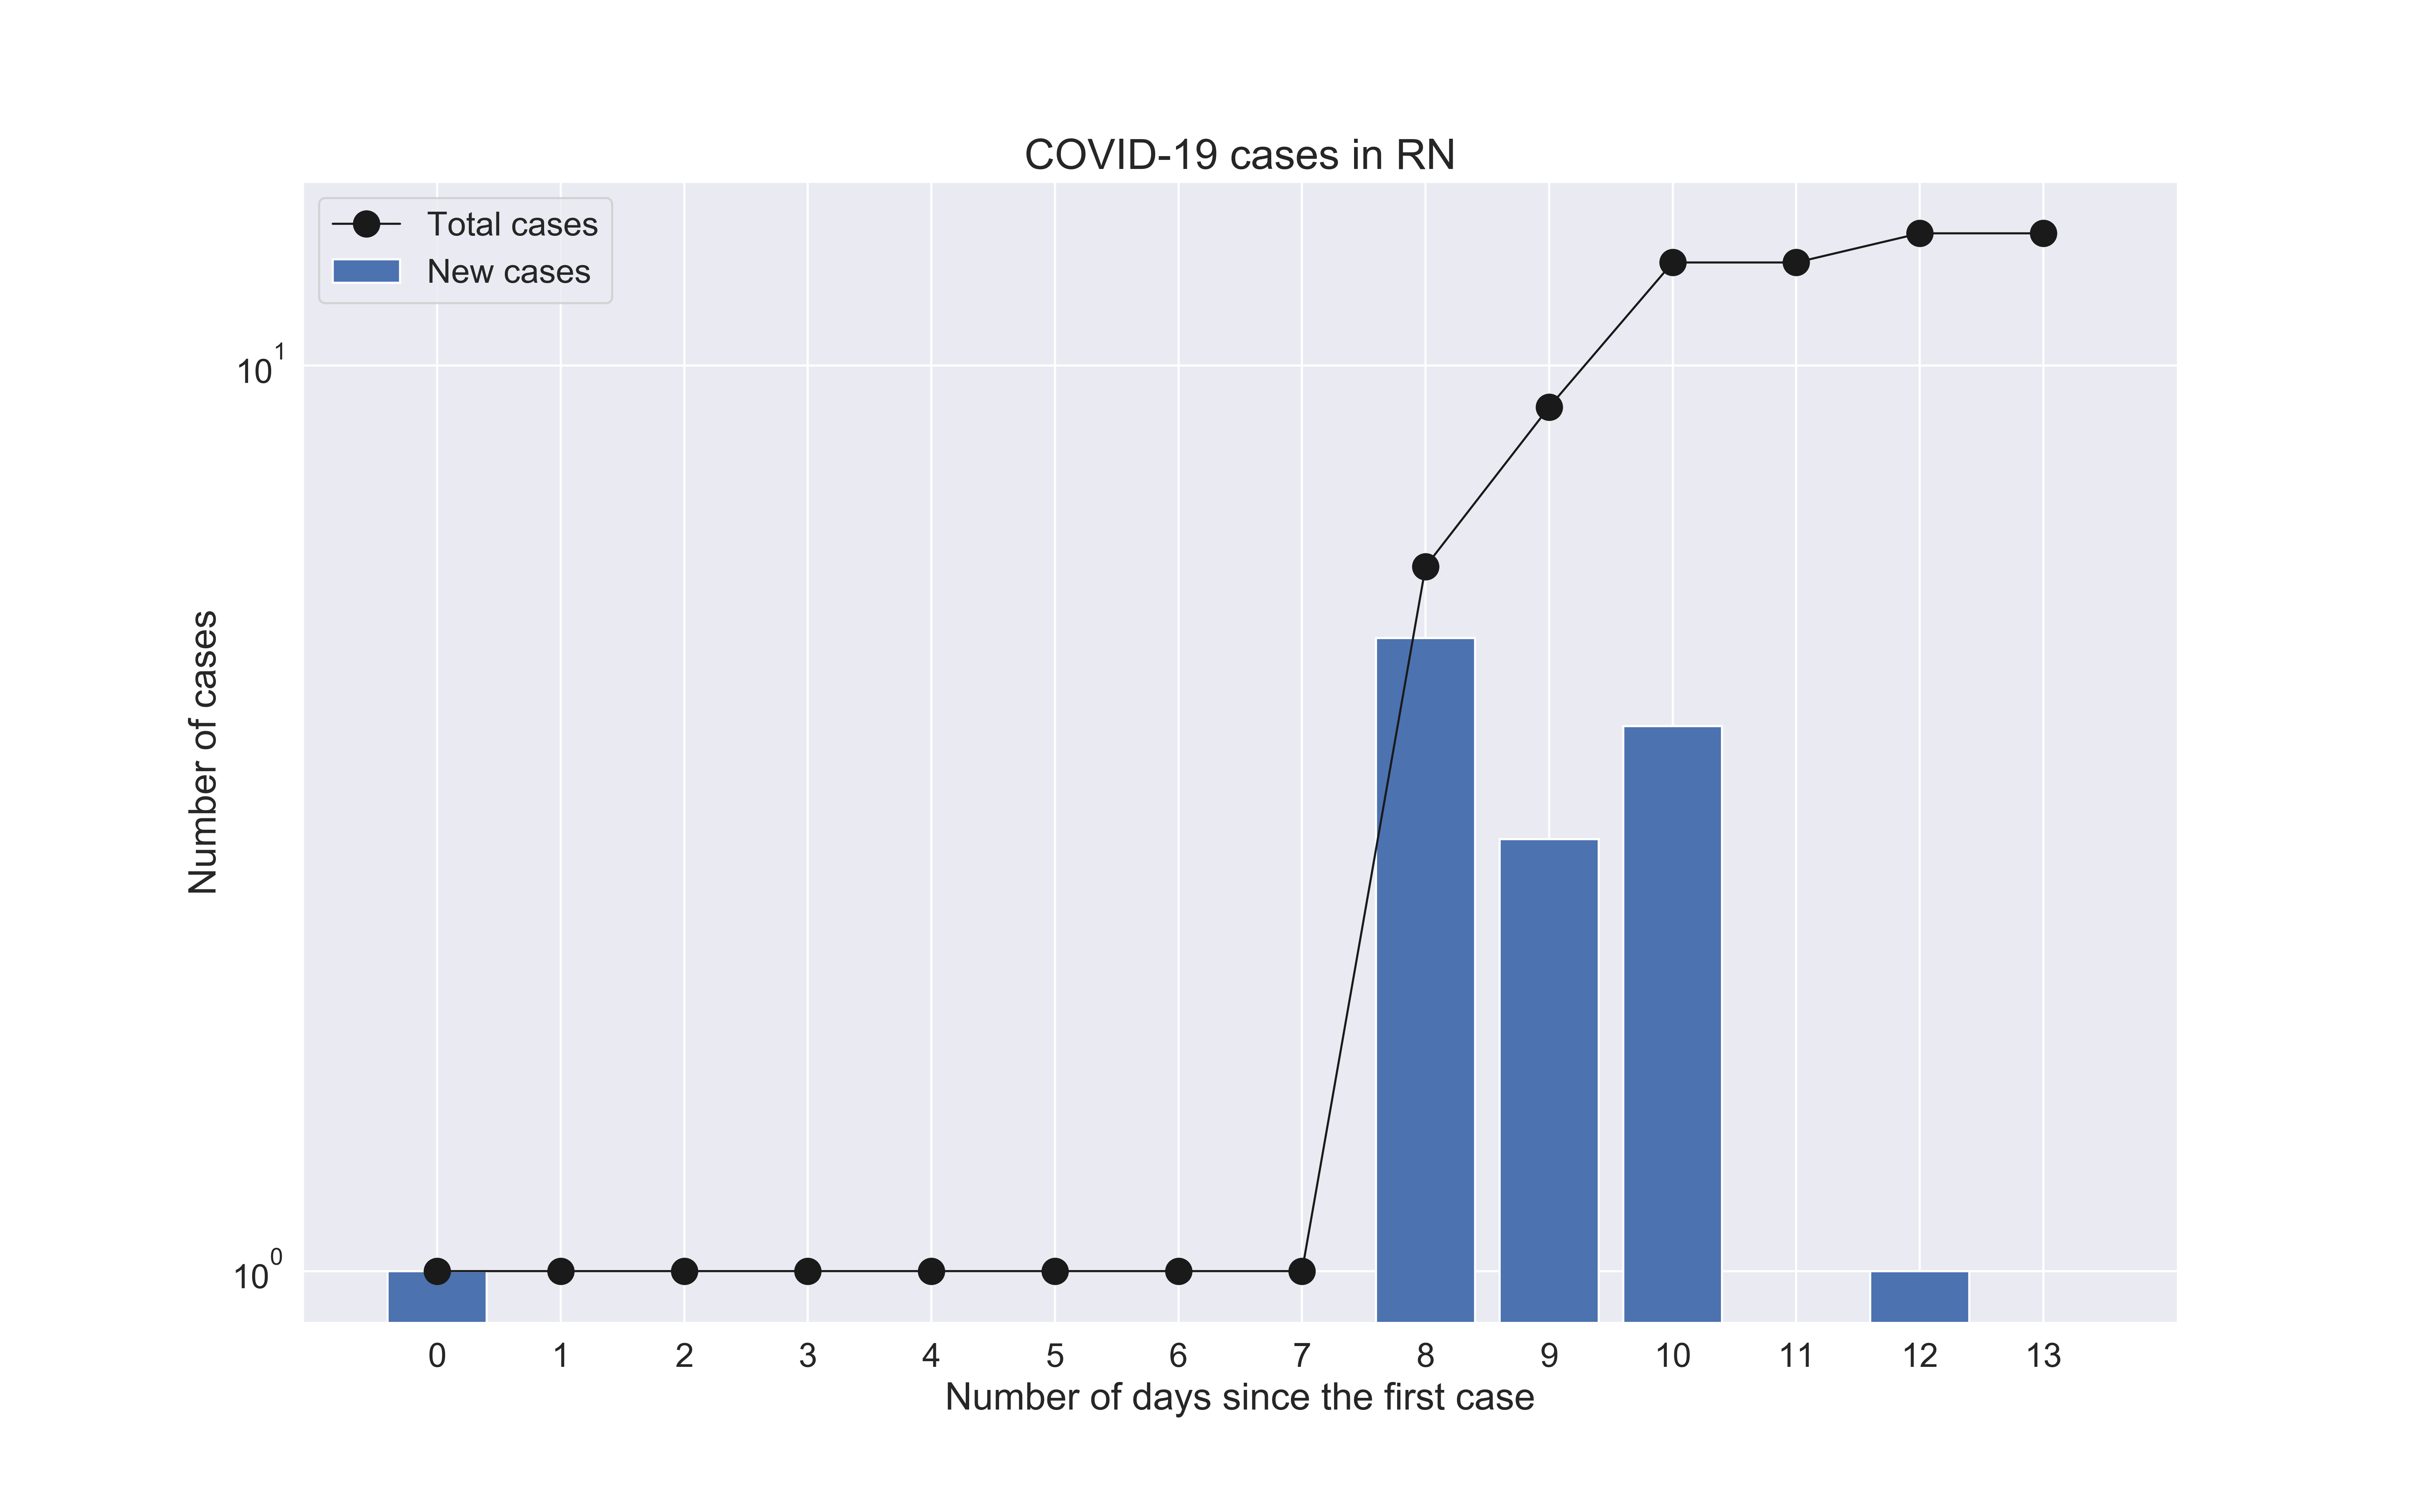 COVID-19 cases in RN
Total cases
New cases
10^1
10^0
Number of cases
0 1 2 3 4 5 6 7 8 9 10 11 12 13
Number of days since the first case